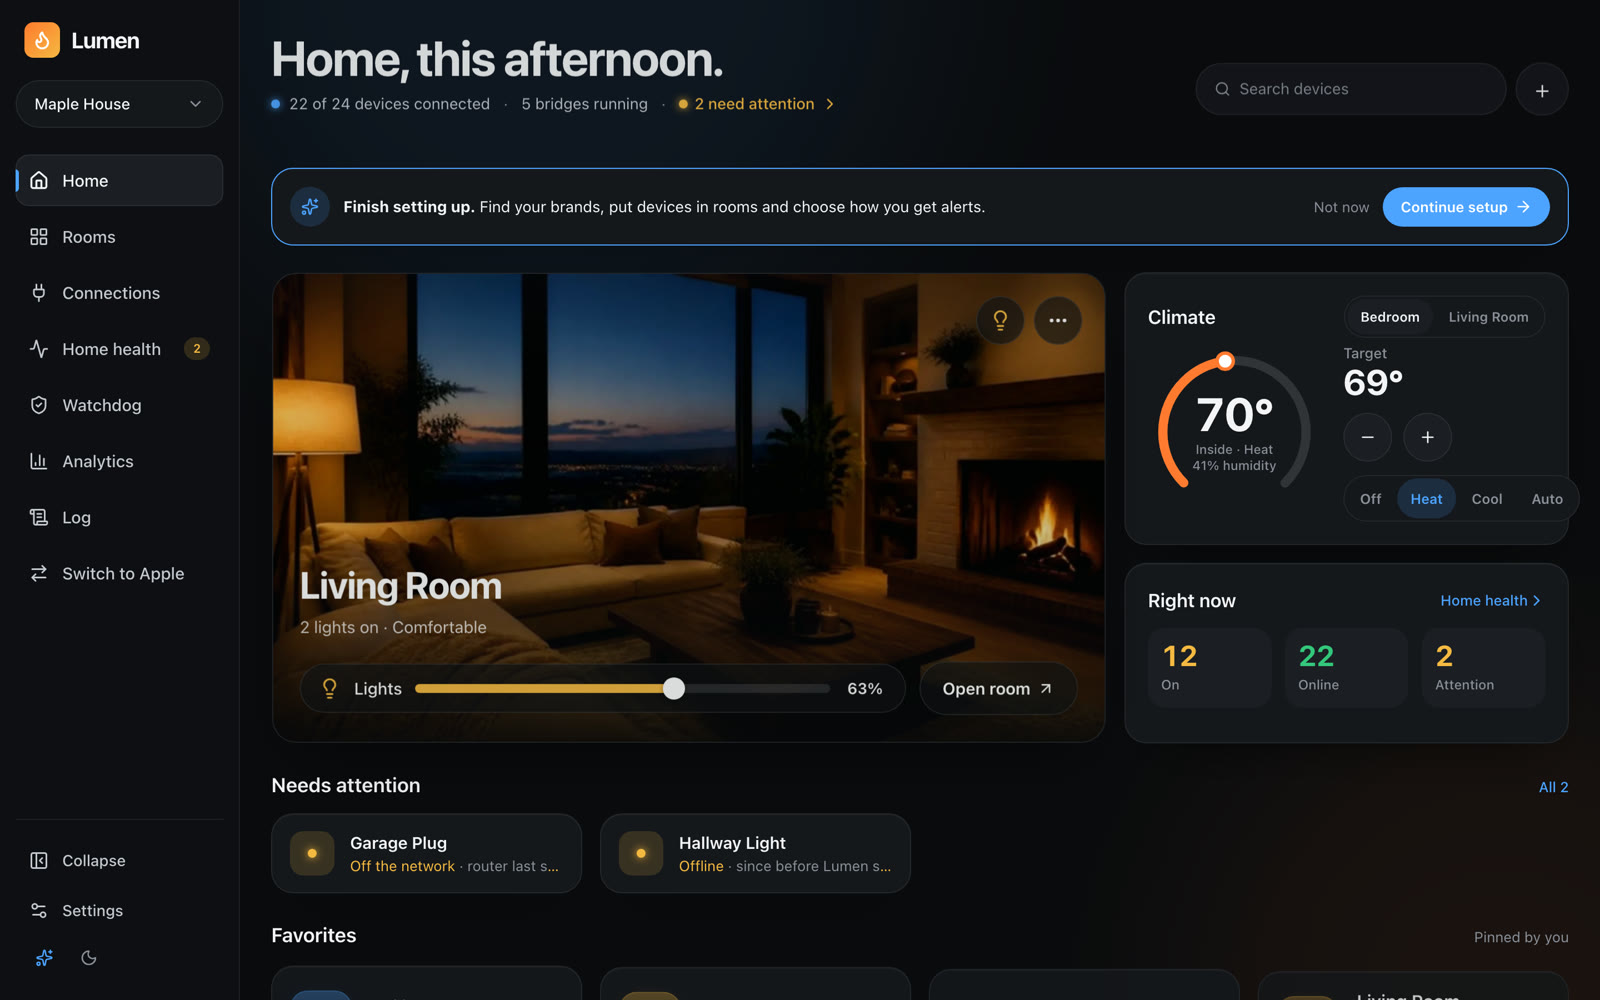 Lumen
Maple House
Home
Rooms
Connections
Home health 2
Watchdog
Analytics
Log
Switch to Apple
Collapse
Settings
Home, this afternoon.
22 of 24 devices connected · 5 bridges running · 2 need attention
Search devices
Finish setting up. Find your brands, put devices in rooms and choose how you get alerts.
Not now
Continue setup
Living Room
2 lights on · Comfortable
Lights 63%
Open room
Climate
Bedroom Living Room
70°
Inside · Heat
41% humidity
Target
69°
Off Heat Cool Auto
Right now
Home health
12
On
22
Online
2
Attention
Needs attention
All 2
Garage Plug
Off the network · router last s...
Hallway Light
Offline · since before Lumen s...
Favorites
Pinned by you
Living Room